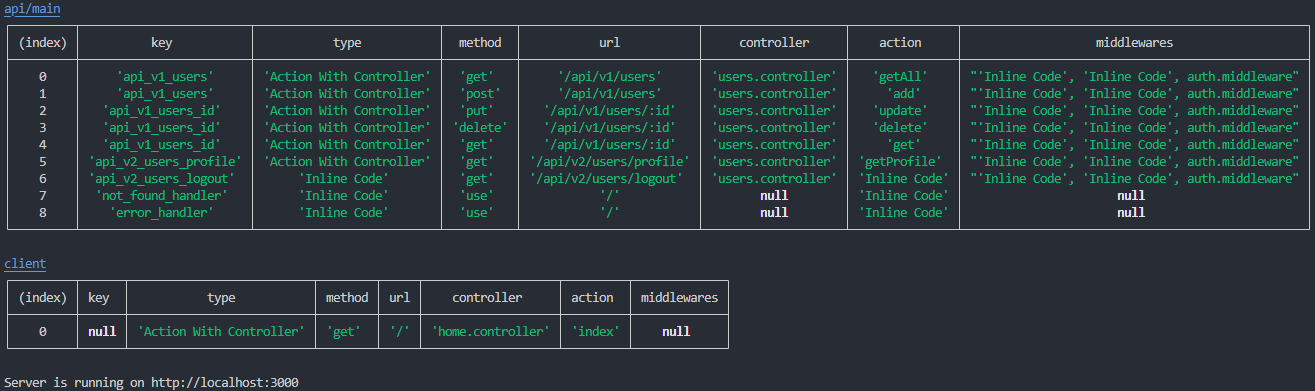 api/main
(index) key type method url controller action middlewares
0 'api_v1_users' 'Action With Controller' 'get' '/api/v1/users' 'users.controller' 'getAll' "'Inline Code', 'Inline Code', auth.middleware"
1 'api_v1_users' 'Action With Controller' 'post' '/api/v1/users' 'users.controller' 'add' "'Inline Code', 'Inline Code', auth.middleware"
2 'api_v1_users_id' 'Action With Controller' 'put' '/api/v1/users/:id' 'users.controller' 'update' "'Inline Code', 'Inline Code', auth.middleware"
3 'api_v1_users_id' 'Action With Controller' 'delete' '/api/v1/users/:id' 'users.controller' 'delete' "'Inline Code', 'Inline Code', auth.middleware"
4 'api_v1_users_id' 'Action With Controller' 'get' '/api/v1/users/:id' 'users.controller' 'get' "'Inline Code', 'Inline Code', auth.middleware"
5 'api_v2_users_profile' 'Action With Controller' 'get' '/api/v2/users/profile' 'users.controller' 'getProfile' "'Inline Code', 'Inline Code', auth.middleware"
6 'api_v2_users_logout' 'Inline Code' 'get' '/api/v2/users/logout' 'users.controller' 'Inline Code' "'Inline Code', 'Inline Code', auth.middleware"
7 'not_found_handler' 'Inline Code' 'use' '/' null 'Inline Code' null
8 'error_handler' 'Inline Code' 'use' '/' null 'Inline Code' null
client
(index) key type method url controller action middlewares
0 null 'Action With Controller' 'get' '/' 'home.controller' 'index' null
Server is running on http://localhost:3000